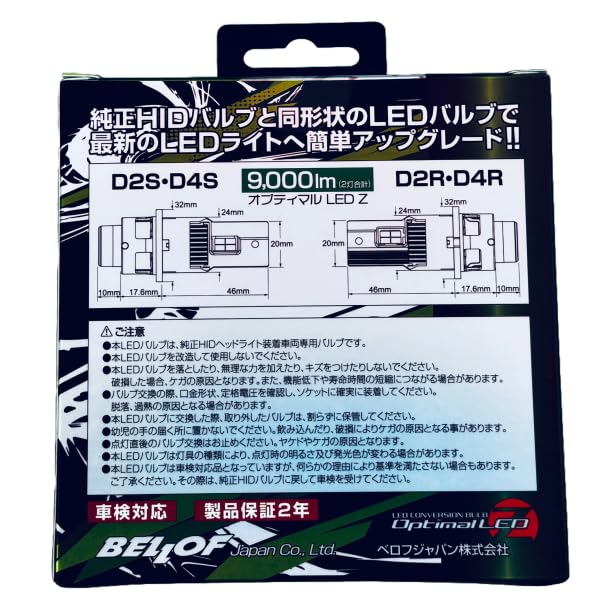 純正HIDバルブと同形状のLEDバルブで
最新のLEDライトへ簡単アップグレード!!
D2S・D4S 9,000lm(2灯合計) D2R・D4R
オプティマル LED Z
32mm 24mm 20mm 10mm 17.6mm 46mm
24mm 32mm 20mm 46mm 17.6mm 10mm
⚠ご注意
●本LEDバルブは、純正HIDヘッドライト装着車両専用バルブです。
●本LEDバルブを改造して使用しないでください。
●本LEDバルブを落としたり、無理な力を加えたり、キズをつけたりしないでください。
破損した場合、ケガの原因となります。また、機能低下や寿命時間の短縮につながる場合があります。
●バルブ交換の際、口金形状、定格電圧を確認し、ソケットに確実に装着してください。
脱落、過熱の原因となる場合があります。
●本LEDバルブに交換した際、取り外したバルブは、割らずに保管してください。
●幼児の手の届く所に置かないでください。飲み込んだり、破損によりケガの原因となる事があります。
●点灯直後のバルブ交換はお止めください。ヤケドやケガの原因となります。
●本LEDバルブは灯具の種類により、点灯時の明るさ及び発光色が変わる場合があります。
●本LEDバルブは車検対応品となっていますが、何らかの理由により基準を満たさない場合もあります。
ご了承ください。その際は、純正HIDバルブに戻して車検を受けてください。
車検対応 製品保証2年
LED CONVERSION BULB
Optimal LED
BELLOF Japan Co., Ltd. ベロフジャパン株式会社